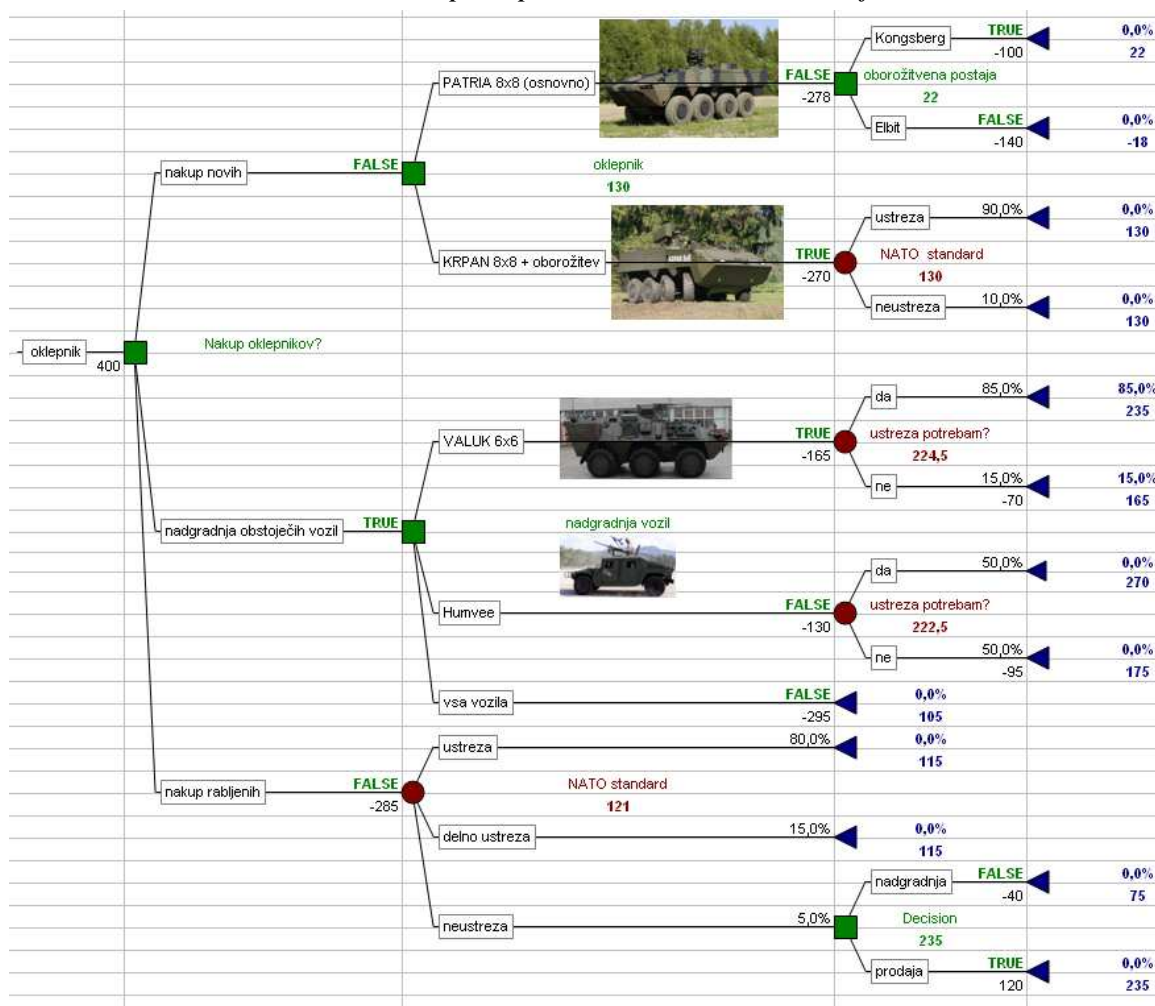 Kongsberg TRUE 0,0%
-100 22
PATRIA 8x8 (osnovno) FALSE oborožitvena postaja
-278 22
Elbit FALSE 0,0%
-140 -18
nakup novih FALSE oklepnik
130
ustreza 90,0% 0,0%
130
KRPAN 8x8 + oborožitev TRUE NATO standard
-270 130
neustreza 10,0% 0,0%
130
oklepnik Nakup oklepnikov?
400
da 85,0% 85,0%
235
VALUK 6x6 TRUE ustreza potrebam?
-165 224,5
ne 15,0% 15,0%
-70 165
nadgradnja obstoječih vozil TRUE nadgradnja vozil
da 50,0% 0,0%
270
Humvee FALSE ustreza potrebam?
-130 222,5
ne 50,0% 0,0%
-95 175
vsa vozila FALSE 0,0%
-295 105
ustreza 80,0% 0,0%
115
nakup rabljenih FALSE NATO standard
-285 121
delno ustreza 15,0% 0,0%
115
nadgradnja FALSE 0,0%
-40 75
neustreza 5,0% Decision
235
prodaja TRUE 0,0%
120 235